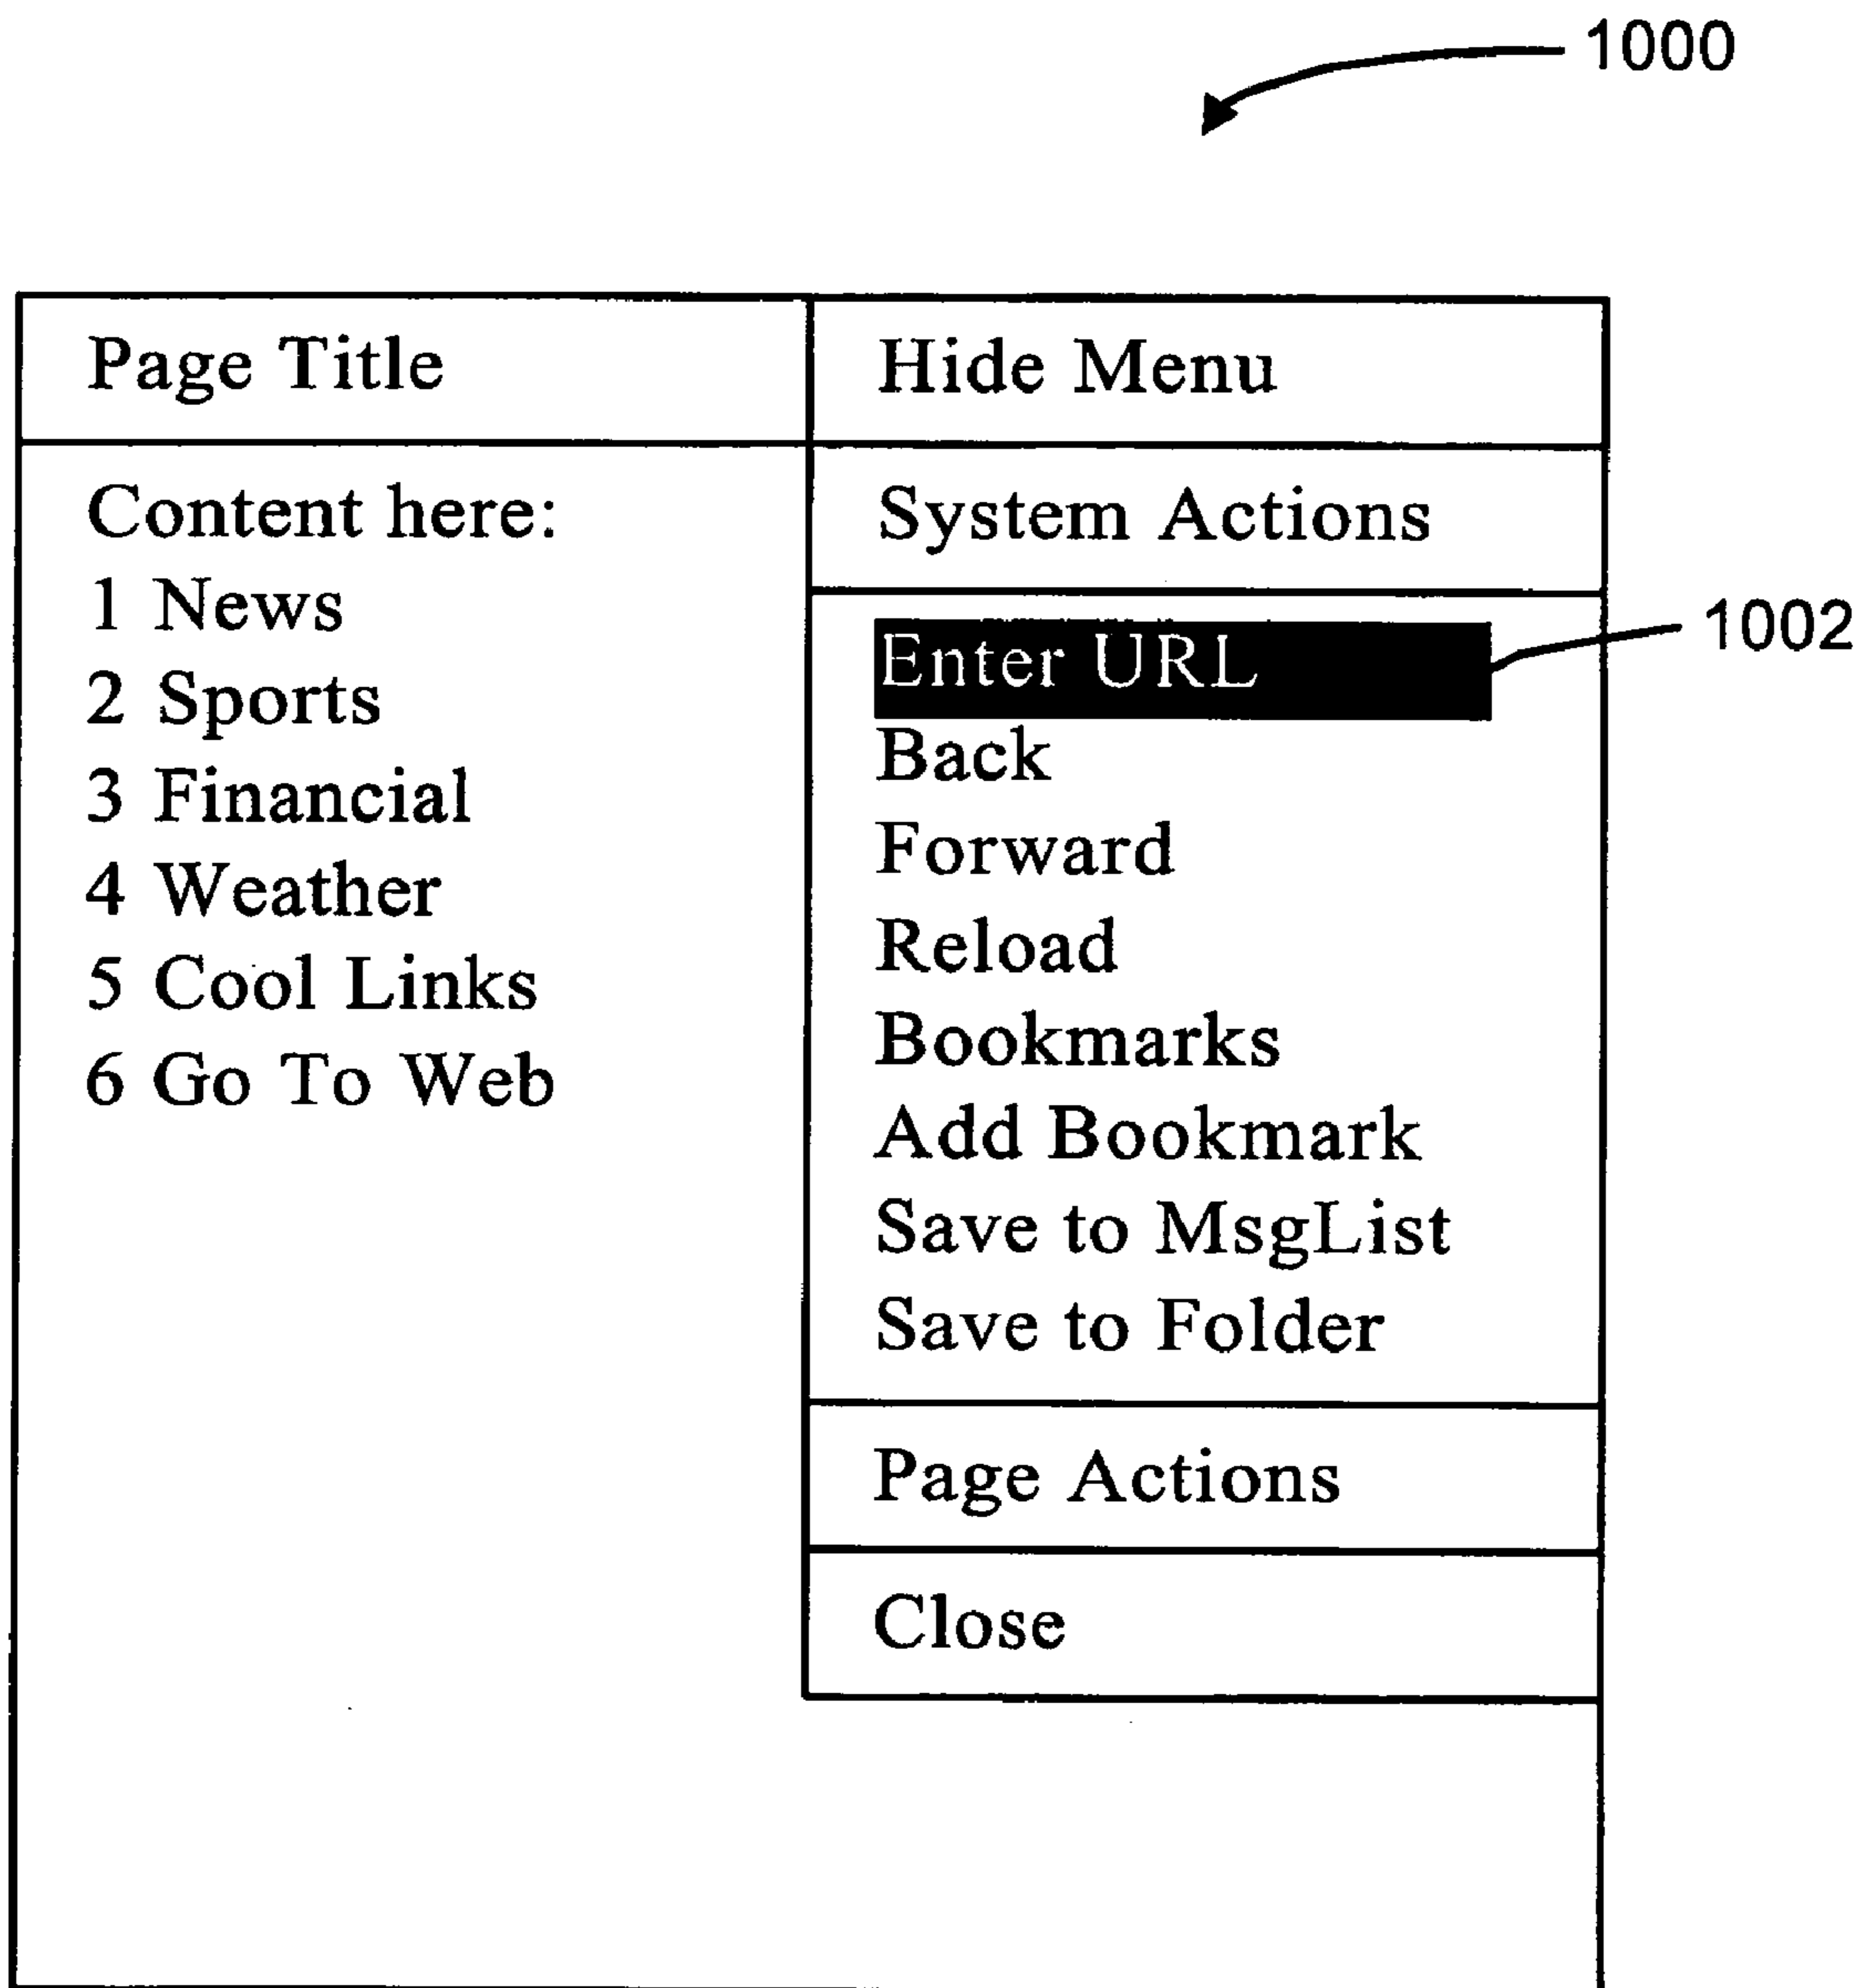 1000
Page Title
Content here:
1 News
2 Sports
3 Financial
4 Weather
5 Cool Links
6 Go To Web
Hide Menu
System Actions
Enter URL
1002
Back
Forward
Reload
Bookmarks
Add Bookmark
Save to MsgList
Save to Folder
Page Actions
Close